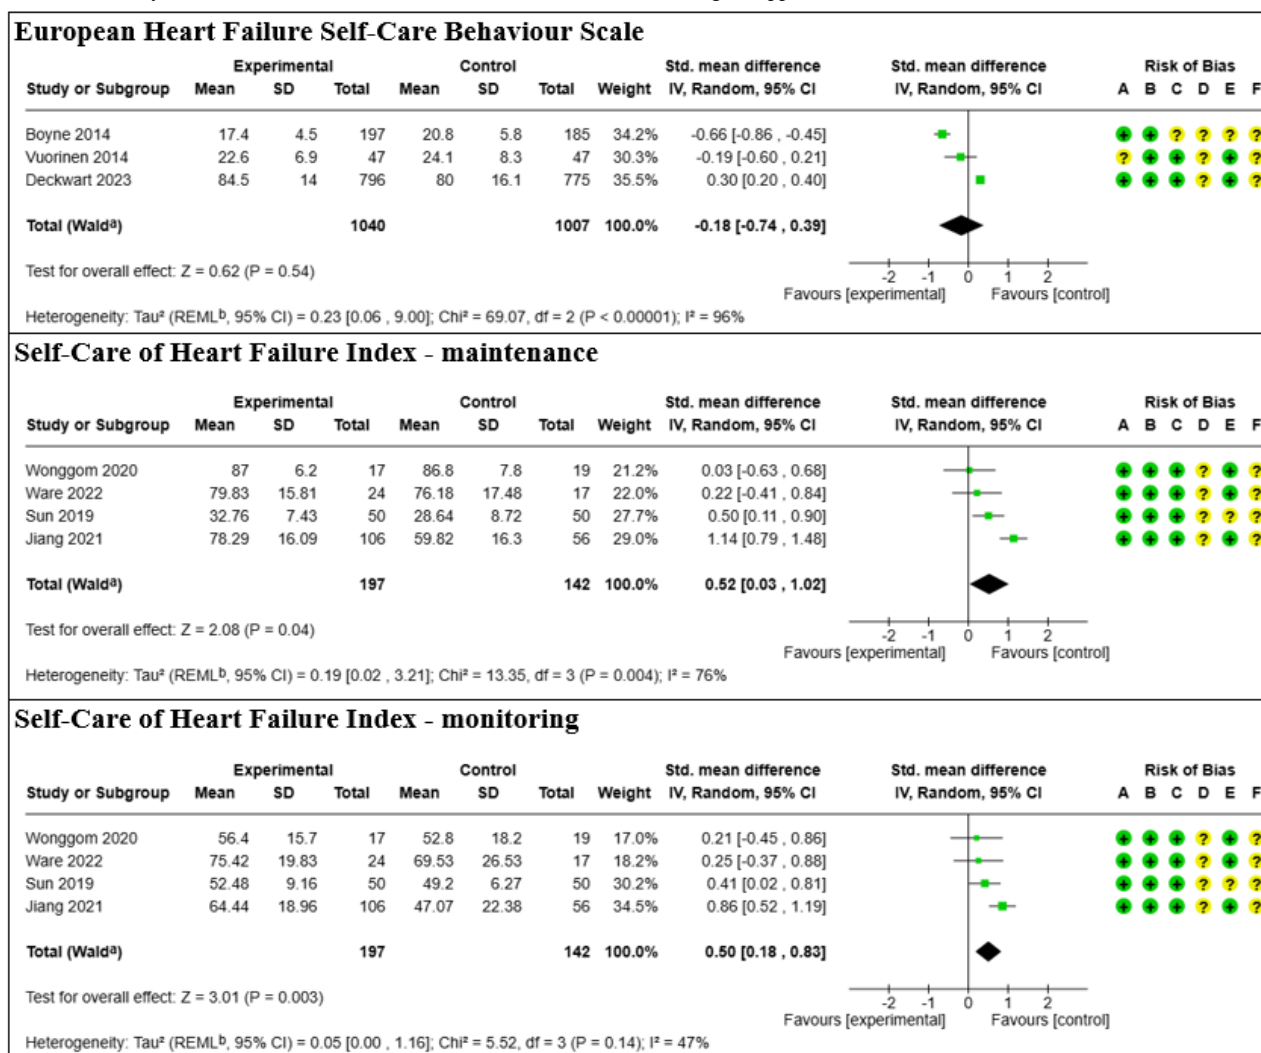 European Heart Failure Self-Care Behaviour Scale
Experimental Control Std. mean difference Std. mean difference Risk of Bias
Study or Subgroup Mean SD Total Mean SD Total Weight IV, Random, 95% CI IV, Random, 95% CI A B C D E F
Boyne 2014 17.4 4.5 197 20.8 5.8 185 34.2% -0.66 [-0.86 , -0.45] + + ? ? ? ?
Vuorinen 2014 22.6 6.9 47 24.1 8.3 47 30.3% -0.19 [-0.60 , 0.21] ? + + ? + ?
Deckwart 2023 84.5 14 796 80 16.1 775 35.5% 0.30 [0.20 , 0.40] + + + ? + ?
Total (Waldᵃ) 1040 1007 100.0% -0.18 [-0.74 , 0.39]
Test for overall effect: Z = 0.62 (P = 0.54)
-2 -1 0 1 2
Favours [experimental] Favours [control]
Heterogeneity: Tau² (REMLᵇ, 95% CI) = 0.23 [0.06 , 9.00]; Chi² = 69.07, df = 2 (P < 0.00001); I² = 96%
Self-Care of Heart Failure Index - maintenance
Experimental Control Std. mean difference Std. mean difference Risk of Bias
Study or Subgroup Mean SD Total Mean SD Total Weight IV, Random, 95% CI IV, Random, 95% CI A B C D E F
Wonggom 2020 87 6.2 17 86.8 7.8 19 21.2% 0.03 [-0.63 , 0.68] + + + ? + ?
Ware 2022 79.83 15.81 24 76.18 17.48 17 22.0% 0.22 [-0.41 , 0.84] + + + ? + ?
Sun 2019 32.76 7.43 50 28.64 8.72 50 27.7% 0.50 [0.11 , 0.90] + + + ? ? ?
Jiang 2021 78.29 16.09 106 59.82 16.3 56 29.0% 1.14 [0.79 , 1.48] + + + ? + ?
Total (Waldᵃ) 197 142 100.0% 0.52 [0.03 , 1.02]
Test for overall effect: Z = 2.08 (P = 0.04)
-2 -1 0 1 2
Favours [experimental] Favours [control]
Heterogeneity: Tau² (REMLᵇ, 95% CI) = 0.19 [0.02 , 3.21]; Chi² = 13.35, df = 3 (P = 0.004); I² = 76%
Self-Care of Heart Failure Index - monitoring
Experimental Control Std. mean difference Std. mean difference Risk of Bias
Study or Subgroup Mean SD Total Mean SD Total Weight IV, Random, 95% CI IV, Random, 95% CI A B C D E F
Wonggom 2020 56.4 15.7 17 52.8 18.2 19 17.0% 0.21 [-0.45 , 0.86] + + + ? + ?
Ware 2022 75.42 19.83 24 69.53 26.53 17 18.2% 0.25 [-0.37 , 0.88] + + + ? + ?
Sun 2019 52.48 9.16 50 49.2 6.27 50 30.2% 0.41 [0.02 , 0.81] + + + ? ? ?
Jiang 2021 64.44 18.96 106 47.07 22.38 56 34.5% 0.86 [0.52 , 1.19] + + + ? + ?
Total (Waldᵃ) 197 142 100.0% 0.50 [0.18 , 0.83]
Test for overall effect: Z = 3.01 (P = 0.003)
-2 -1 0 1 2
Favours [experimental] Favours [control]
Heterogeneity: Tau² (REMLᵇ, 95% CI) = 0.05 [0.00 , 1.16]; Chi² = 5.52, df = 3 (P = 0.14); I² = 47%